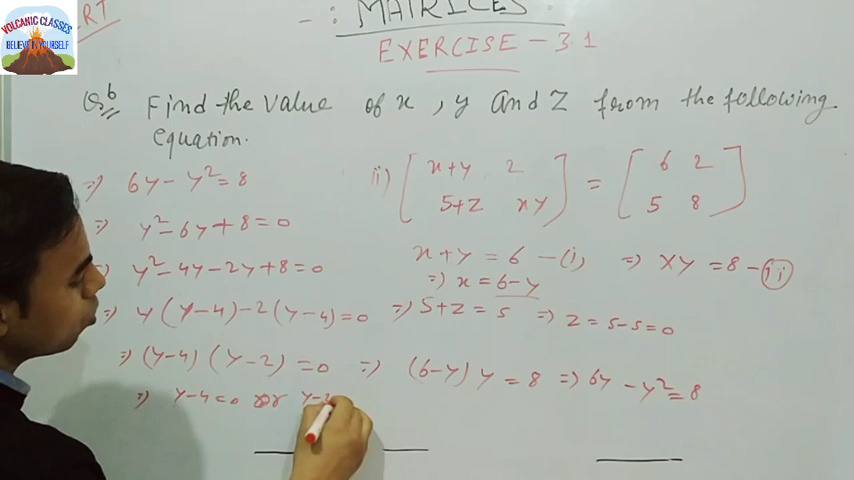 VOLCANIC CLASSES
BELIEVE IN YOURSELF
RT
-: MATRICES
EXERCISE - 3.1
Q6 Find the value of x, y and Z from the following
equation.
ii) [x+y 2
5+z xy] = [6 2
5 8]
x+y = 6 -(i) ⇒ xy = 8 -(ii)
⇒ x = 6-y
⇒ 5+z = 5 ⇒ z = 5-5=0
⇒ (6-y) y = 8 ⇒ 6y - y² = 8
⇒ 6y - y² = 8
⇒ y² - 6y + 8 = 0
⇒ y² - 4y - 2y + 8 = 0
⇒ y(y-4) - 2(y-4) = 0
⇒ (y-4) (y-2) = 0
⇒ y-4=0 or y-2